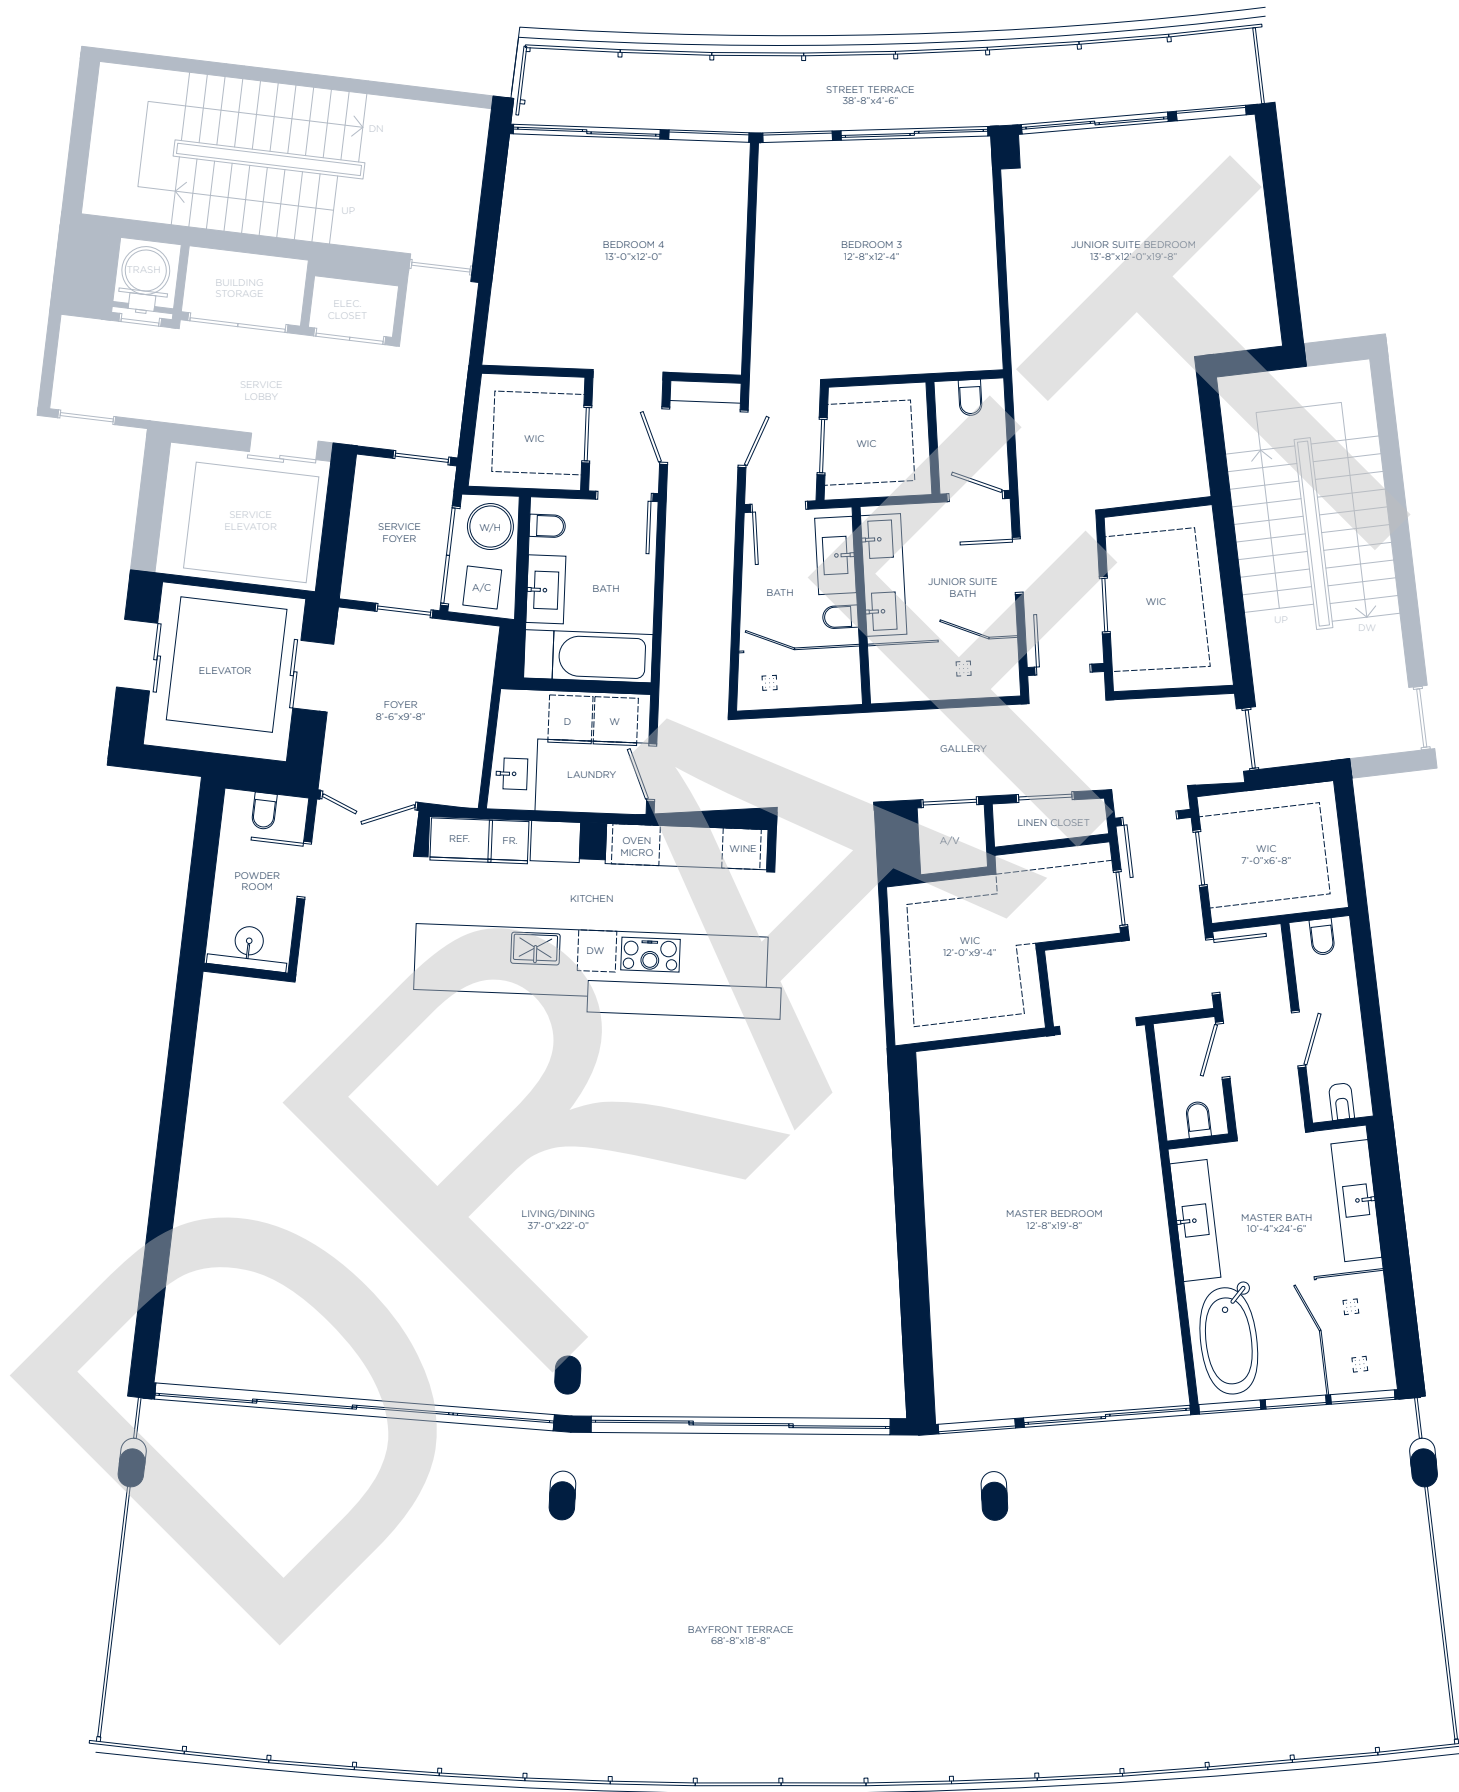 STREET TERRACE
38'-8"x4'-6"
DN
UP
BEDROOM 4
13'-0"x12'-0"
BEDROOM 3
12'-8"x12'-4"
JUNIOR SUITE BEDROOM
13'-8x12'-0"x19'-8"
TRASH
BUILDING
STORAGE
ELEC.
CLOSET
SERVICE
LOBBY
WIC
WIC
SERVICE
ELEVATOR
SERVICE
FOYER
W/H
A/C
BATH
BATH
JUNIOR SUITE
BATH
WIC
UP
DW
ELEVATOR
FOYER
8'-6"x9'-8"
D
W
LAUNDRY
GALLERY
REF.
FR.
OVEN
MICRO
WINE
A/V
LINEN CLOSET
WIC
7'-0"x6'-8"
POWDER
ROOM
KITCHEN
DW
WIC
12'-0"x9'-4"
LIVING/DINING
37'-0"x22'-0"
MASTER BEDROOM
12'-8"x19'-8"
MASTER BATH
10'-4"x24'-6"
BAYFRONT TERRACE
68'-8"x18'-8"
DRAFT